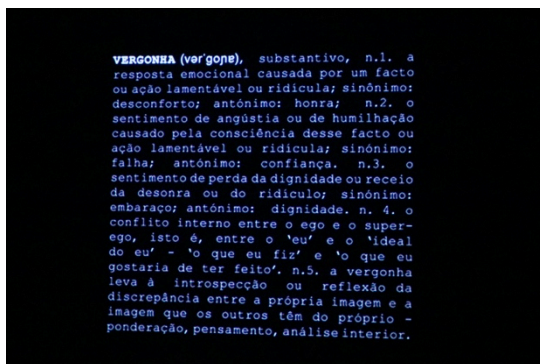 VERGONHA (vərˈgoɲɐ), substantivo, n.1. a
resposta emocional causada por um facto
ou ação lamentável ou ridícula; sinónimo:
desconforto; antónimo: honra; n.2. o
sentimento de angústia ou de humilhação
causado pela consciência desse facto ou
ação lamentável ou ridícula; sinónimo:
falha; antónimo: confiança. n.3. o
sentimento de perda da dignidade ou receio
da desonra ou do ridículo; sinónimo:
embaraço; antónimo: dignidade. n. 4. o
conflito interno entre o ego e o super-
ego, isto é, entre o 'eu' e o 'ideal
do eu' - 'o que eu fiz' e 'o que eu
gostaria de ter feito'. n.5. a vergonha
leva à introspecção ou reflexão da
discrepância entre a própria imagem e a
imagem que os outros têm do próprio -
ponderação, pensamento, análise interior.